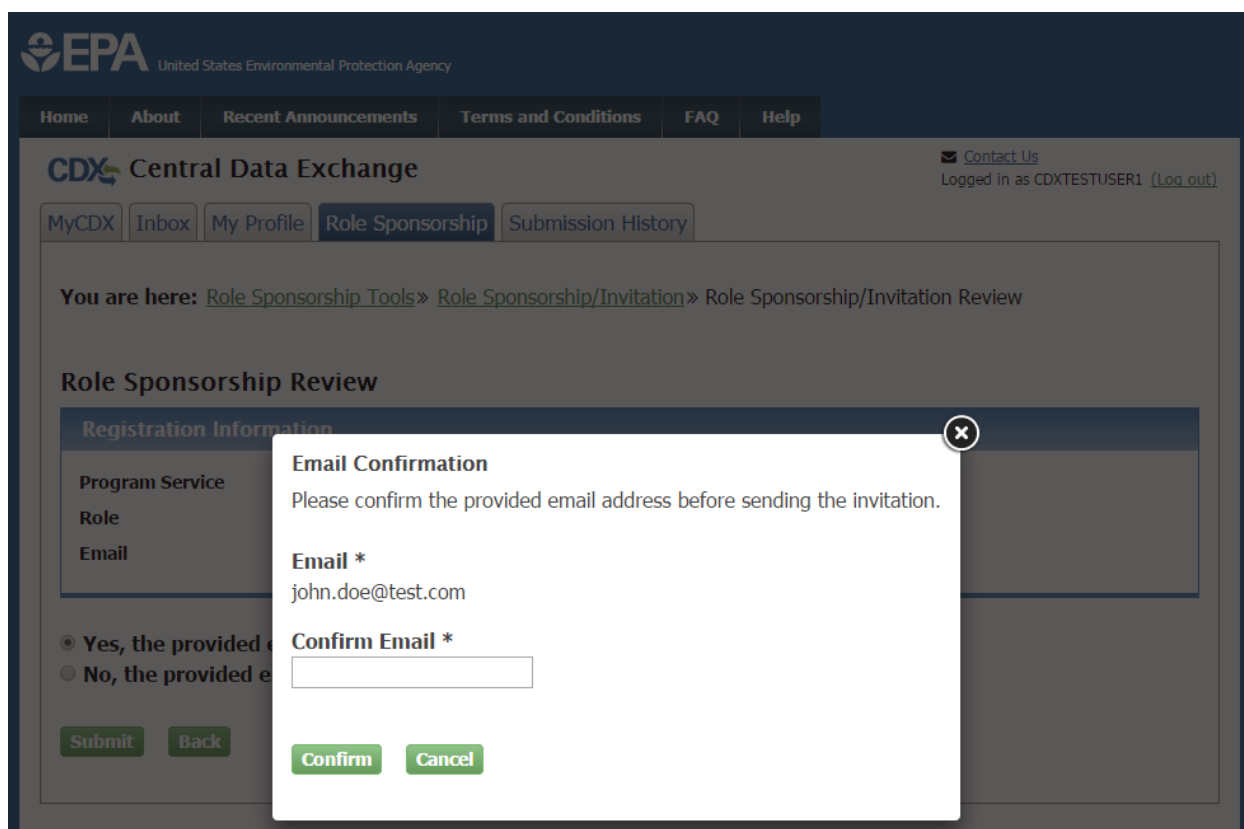 EPA United States Environmental Protection Agency
Home About Recent Announcements Terms and Conditions FAQ Help
CDX Central Data Exchange
Contact Us
Logged in as CDXTESTUSER1 (Log out)
MyCDX Inbox My Profile Role Sponsorship Submission History
You are here: Role Sponsorship Tools» Role Sponsorship/Invitation» Role Sponsorship/Invitation Review
Role Sponsorship Review
Registration Information
Program Service
Role
Email
Yes, the provided
No, the provided
Submit Back
Email Confirmation
Please confirm the provided email address before sending the invitation.
Email *
john.doe@test.com
Confirm Email *
Confirm Cancel